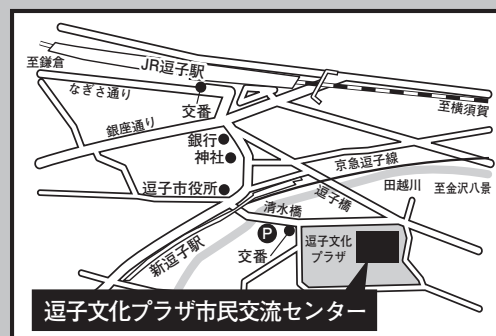 至鎌倉
JR逗子駅
なぎさ通り
交番
至横須賀
銀座通り
銀行
神社
京急逗子線
逗子市役所
逗子橋
田越川
至金沢八景
清水橋
新逗子駅
P
交番
逗子文化
プラザ
逗子文化プラザ市民交流センター